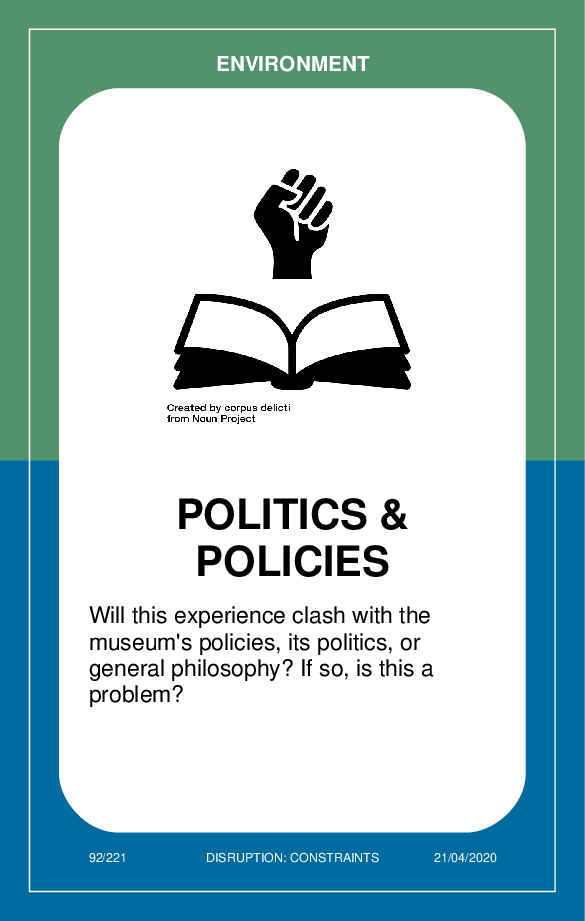 ENVIRONMENT
Created by corpus delicti
from Noun Project
POLITICS &
POLICIES
Will this experience clash with the
museum's policies, its politics, or
general philosophy? If so, is this a
problem?
92/221
DISRUPTION: CONSTRAINTS
21/04/2020